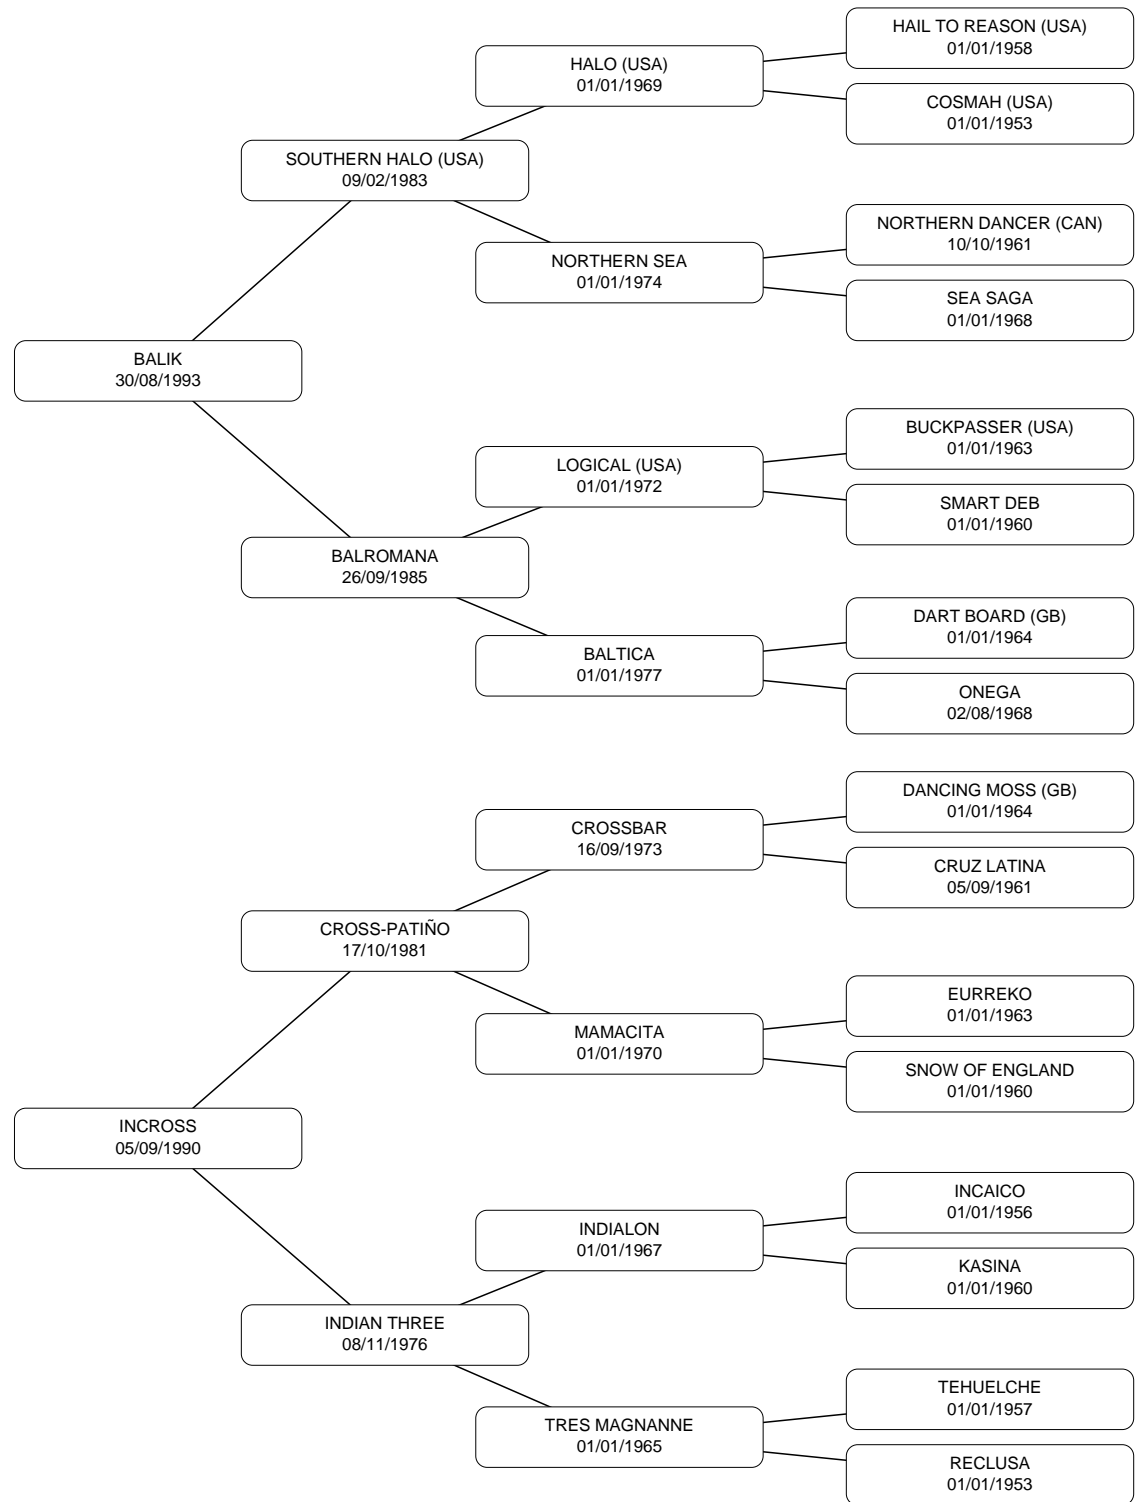 HAIL TO REASON (USA)
01/01/1958
HALO (USA)
01/01/1969
COSMAH (USA)
01/01/1953
SOUTHERN HALO (USA)
09/02/1983
NORTHERN DANCER (CAN)
10/10/1961
NORTHERN SEA
01/01/1974
SEA SAGA
01/01/1968
BALIK
30/08/1993
BUCKPASSER (USA)
01/01/1963
LOGICAL (USA)
01/01/1972
SMART DEB
01/01/1960
BALROMANA
26/09/1985
DART BOARD (GB)
01/01/1964
BALTICA
01/01/1977
ONEGA
02/08/1968
DANCING MOSS (GB)
01/01/1964
CROSSBAR
16/09/1973
CRUZ LATINA
05/09/1961
CROSS-PATIÑO
17/10/1981
EURREKO
01/01/1963
MAMACITA
01/01/1970
SNOW OF ENGLAND
01/01/1960
INCROSS
05/09/1990
INCAICO
01/01/1956
INDIALON
01/01/1967
KASINA
01/01/1960
INDIAN THREE
08/11/1976
TEHUELCHE
01/01/1957
TRES MAGNANNE
01/01/1965
RECLUSA
01/01/1953